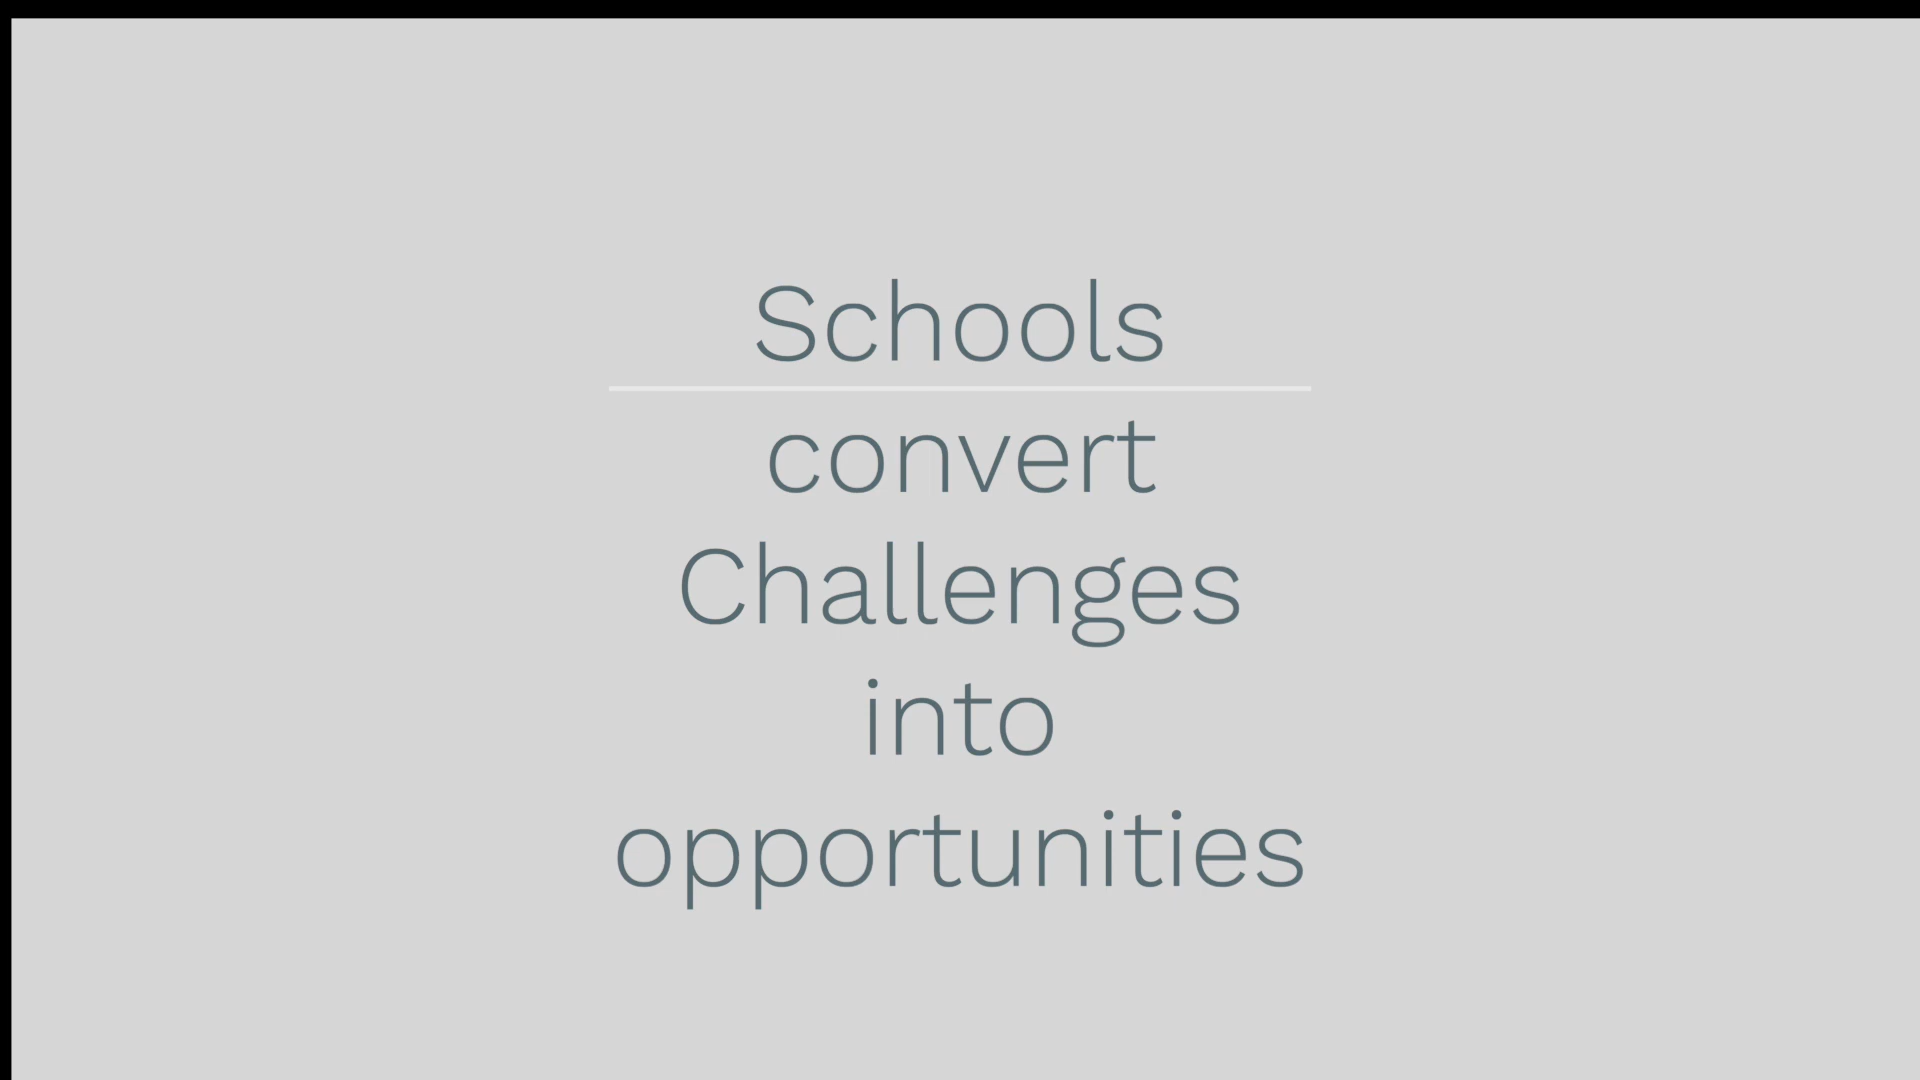 Schools
convert
Challenges
into
opportunities